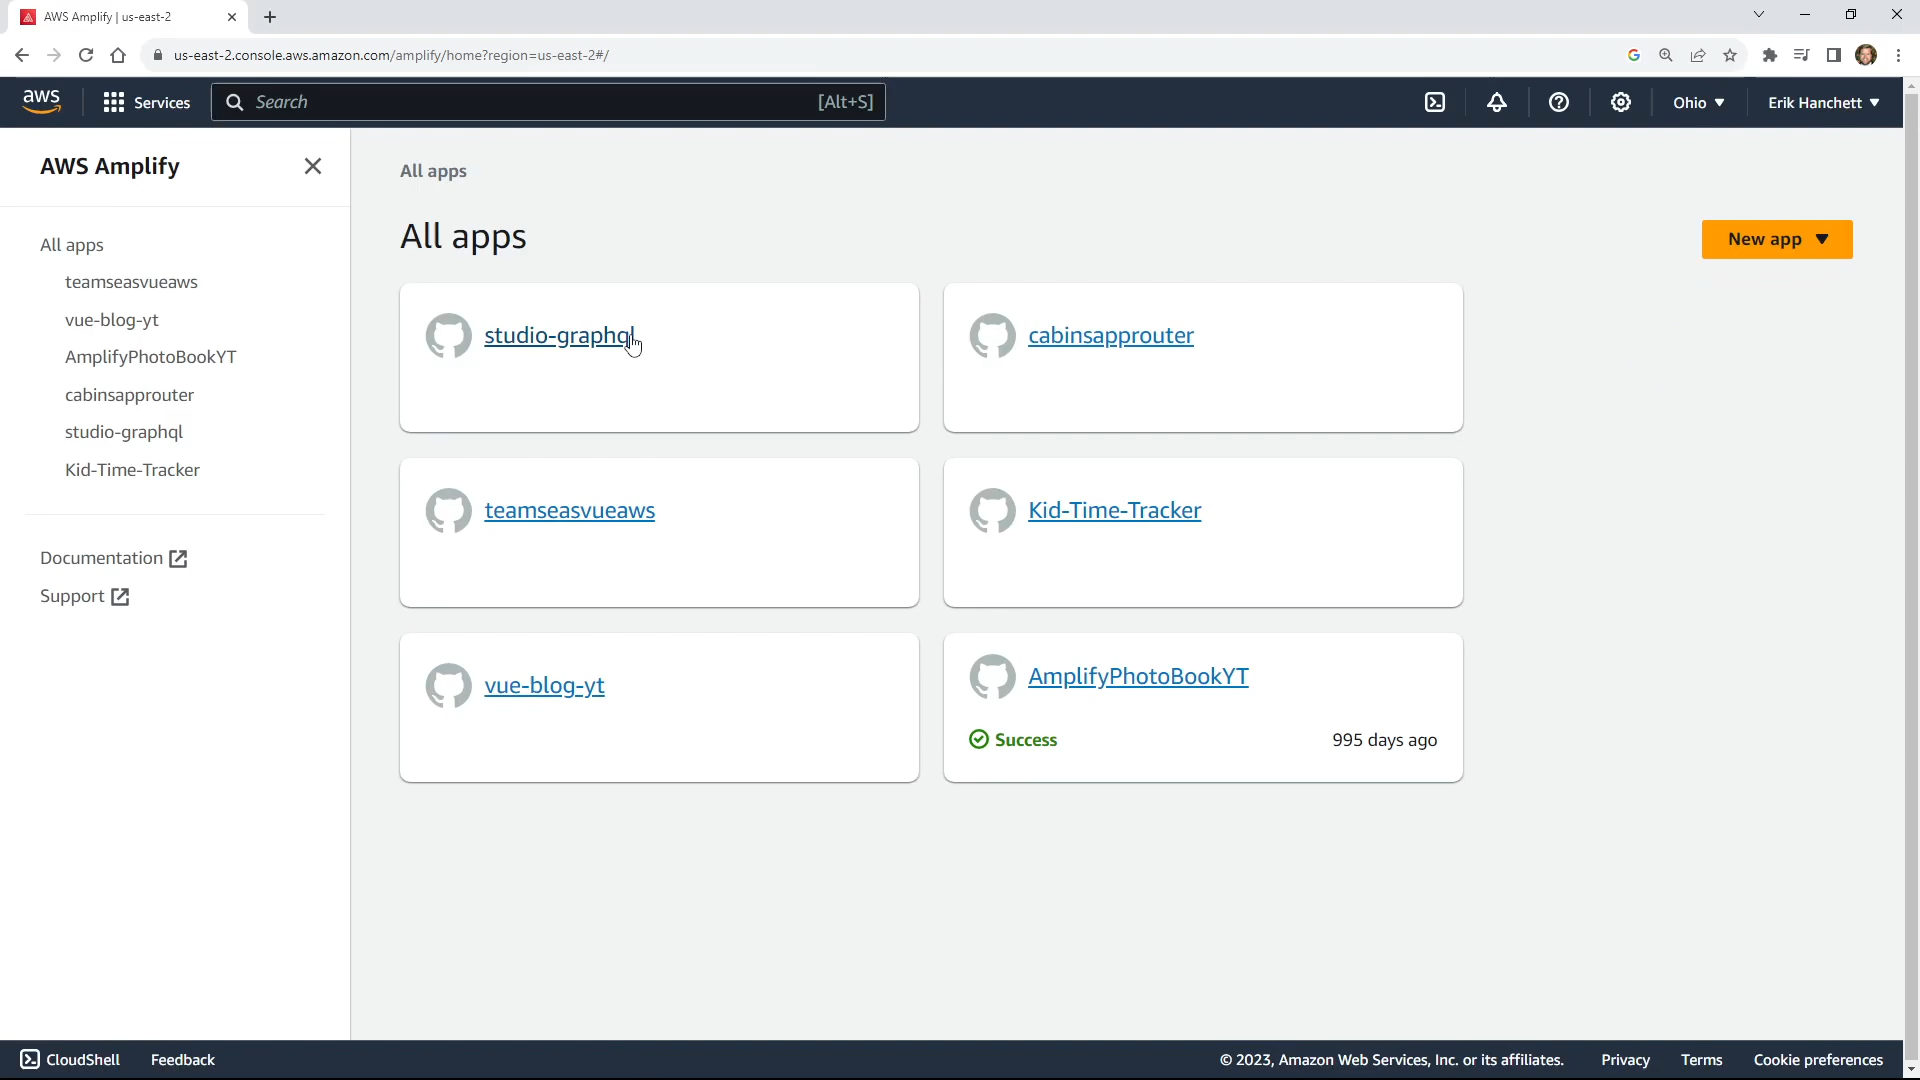 AWS Amplify | us-east-2
us-east-2.console.aws.amazon.com/amplify/home?region=us-east-2#/
aws
Services
Search
[Alt+S]
Ohio
Erik Hanchett
AWS Amplify
All apps
teamseasvueaws
vue-blog-yt
AmplifyPhotoBookYT
cabinsapprouter
studio-graphql
Kid-Time-Tracker
Documentation
Support
All apps
All apps
New app
studio-graphql
cabinsapprouter
teamseasvueaws
Kid-Time-Tracker
vue-blog-yt
AmplifyPhotoBookYT
Success
995 days ago
CloudShell
Feedback
© 2023, Amazon Web Services, Inc. or its affiliates.
Privacy
Terms
Cookie preferences